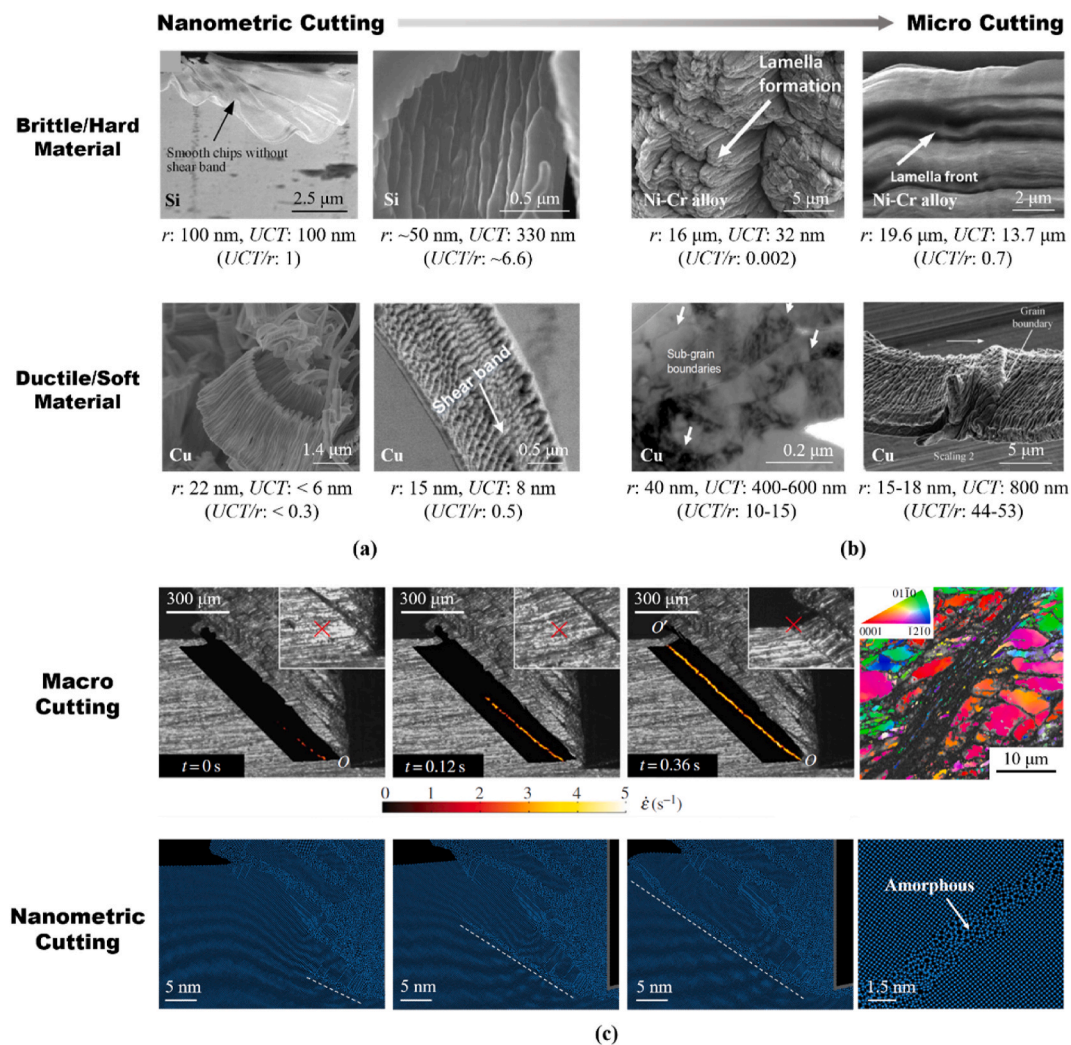 Nanometric Cutting
Micro Cutting
Brittle/Hard
Material
Smooth chips without
shear band
Si
2.5 μm
0.5 μm
Lamella
formation
Ni-Cr alloy
5 μm
Lamella front
Ni-Cr alloy
2 μm
r: 100 nm, UCT: 100 nm
(UCT/r: 1)
r: ~50 nm, UCT: 330 nm
(UCT/r: ~6.6)
r: 16 μm, UCT: 32 nm
(UCT/r: 0.002)
r: 19.6 μm, UCT: 13.7 μm
(UCT/r: 0.7)
Ductile/Soft
Material
Cu
1.4 μm
Shear band
Cu
0.5 μm
Sub-grain
boundaries
Cu
0.2 μm
Grain
boundary
Cu
Scaling 2
5 μm
r: 22 nm, UCT: < 6 nm
(UCT/r: < 0.3)
r: 15 nm, UCT: 8 nm
(UCT/r: 0.5)
r: 40 nm, UCT: 400-600 nm
(UCT/r: 10-15)
r: 15-18 nm, UCT: 800 nm
(UCT/r: 44-53)
(a)
(b)
Macro
Cutting
300 μm
t = 0 s
O
300 μm
t = 0.12 s
O
300 μm
O′
t = 0.36 s
O
011̄0
0001
1̄21̄0
10 μm
0 1 2 3 4 5
ε̇ (s⁻¹)
Nanometric
Cutting
5 nm
5 nm
5 nm
Amorphous
1.5 nm
(c)